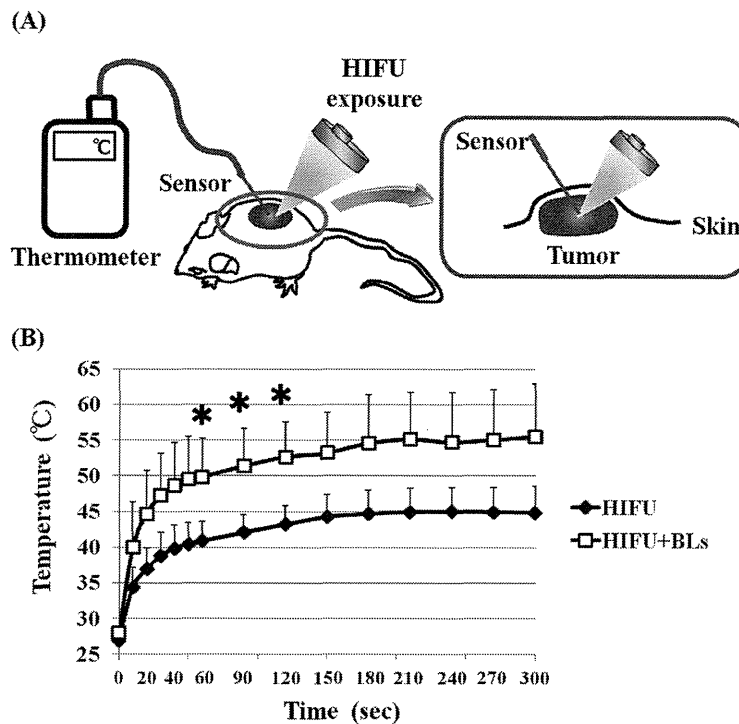 (A)
HIFU
exposure
℃
Sensor
Thermometer
Sensor
Skin
Tumor
(B)
Temperature (℃)
65
60
55
50
45
40
35
30
25
* * *
0 20 40 60 90 120 150 180 210 240 270 300
Time (sec)
HIFU
HIFU+BLs